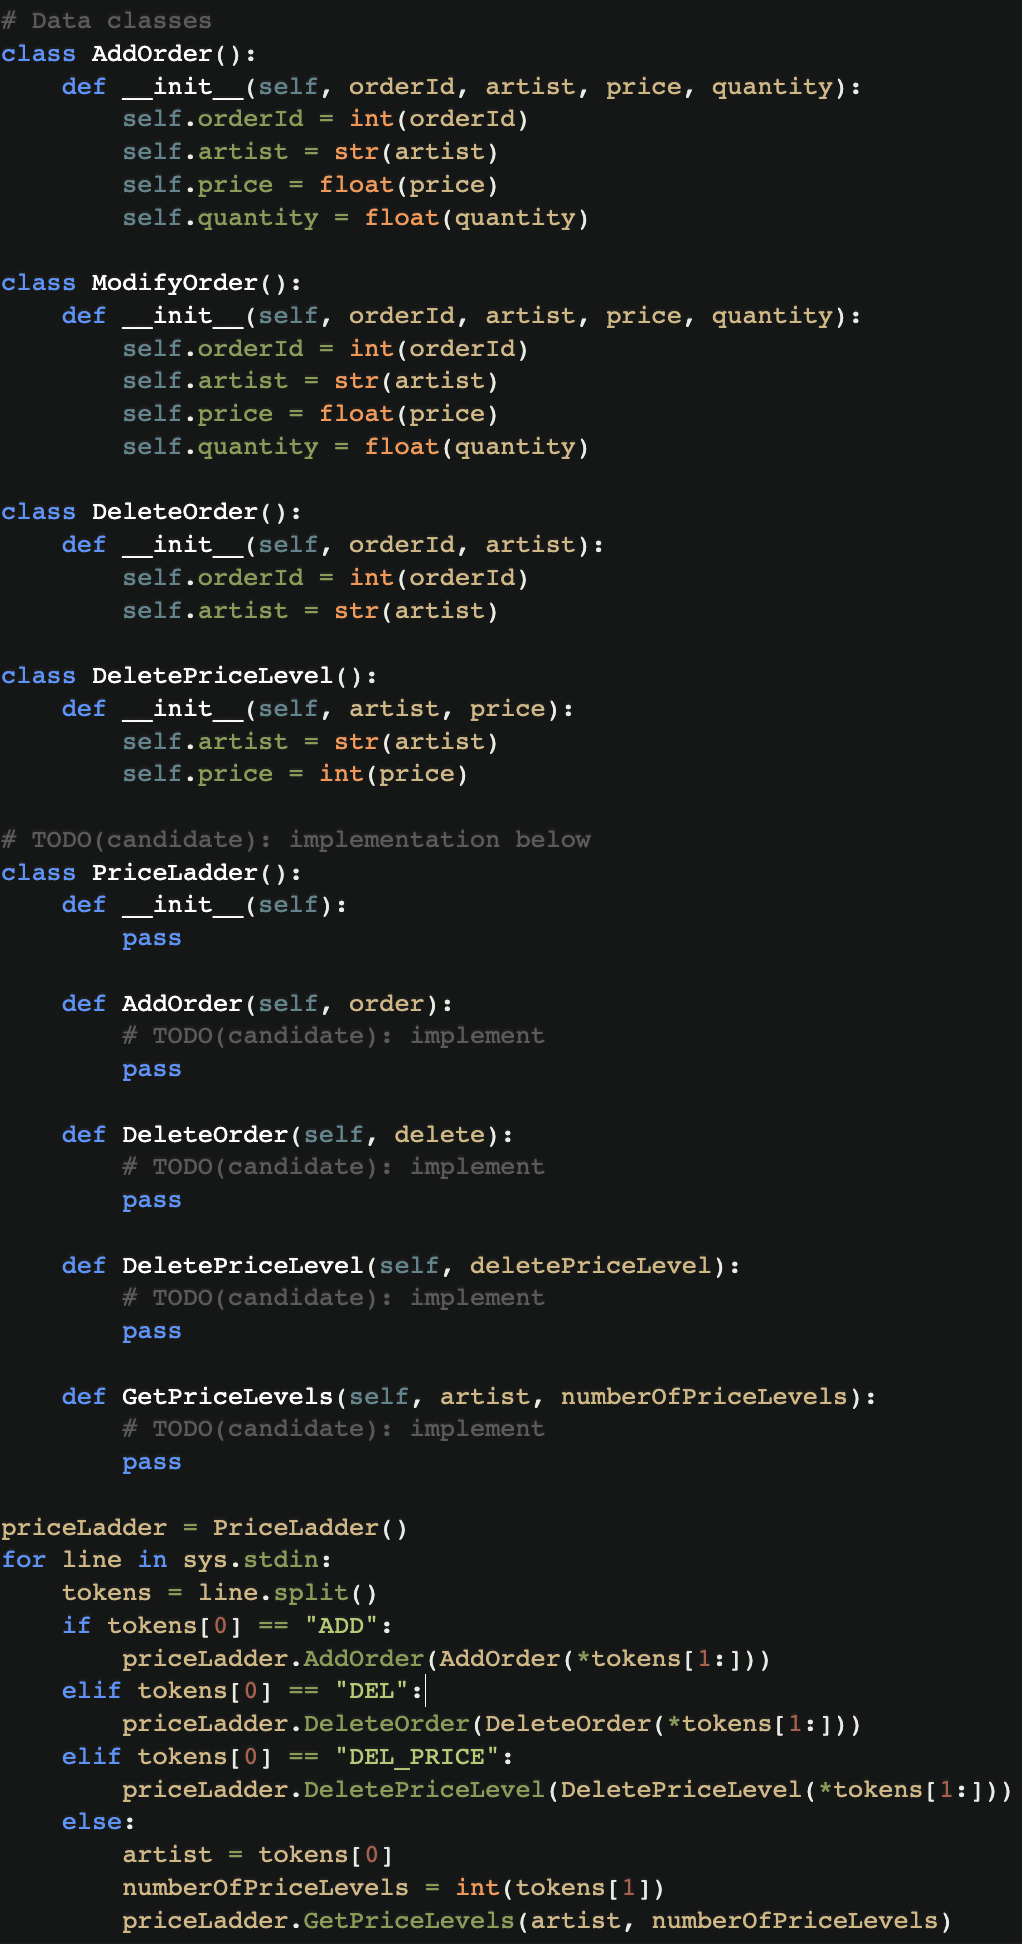 # Data classes
class AddOrder():
    def __init__(self, orderId, artist, price, quantity):
        self.orderId = int(orderId)
        self.artist = str(artist)
        self.price = float(price)
        self.quantity = float(quantity)

class ModifyOrder():
    def __init__(self, orderId, artist, price, quantity):
        self.orderId = int(orderId)
        self.artist = str(artist)
        self.price = float(price)
        self.quantity = float(quantity)

class DeleteOrder():
    def __init__(self, orderId, artist):
        self.orderId = int(orderId)
        self.artist = str(artist)

class DeletePriceLevel():
    def __init__(self, artist, price):
        self.artist = str(artist)
        self.price = int(price)

# TODO(candidate): implementation below
class PriceLadder():
    def __init__(self):
        pass

    def AddOrder(self, order):
        # TODO(candidate): implement
        pass

    def DeleteOrder(self, delete):
        # TODO(candidate): implement
        pass

    def DeletePriceLevel(self, deletePriceLevel):
        # TODO(candidate): implement
        pass

    def GetPriceLevels(self, artist, numberOfPriceLevels):
        # TODO(candidate): implement
        pass

priceLadder = PriceLadder()
for line in sys.stdin:
    tokens = line.split()
    if tokens[0] == "ADD":
        priceLadder.AddOrder(AddOrder(*tokens[1:]))
    elif tokens[0] == "DEL":
        priceLadder.DeleteOrder(DeleteOrder(*tokens[1:]))
    elif tokens[0] == "DEL_PRICE":
        priceLadder.DeletePriceLevel(DeletePriceLevel(*tokens[1:]))
    else:
        artist = tokens[0]
        numberOfPriceLevels = int(tokens[1])
        priceLadder.GetPriceLevels(artist, numberOfPriceLevels)